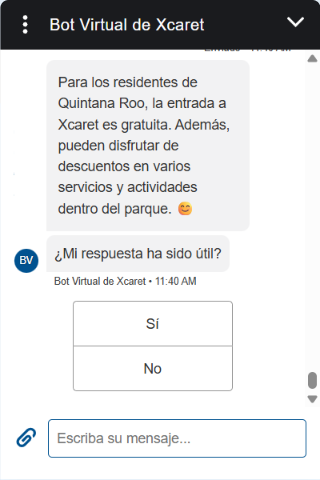 Bot Virtual de Xcaret
Para los residentes de
Quintana Roo, la entrada a
Xcaret es gratuita. Además,
pueden disfrutar de
descuentos en varios
servicios y actividades
dentro del parque. 😊
¿Mi respuesta ha sido útil?
BV
Bot Virtual de Xcaret • 11:40 AM
Sí
No
Escriba su mensaje...